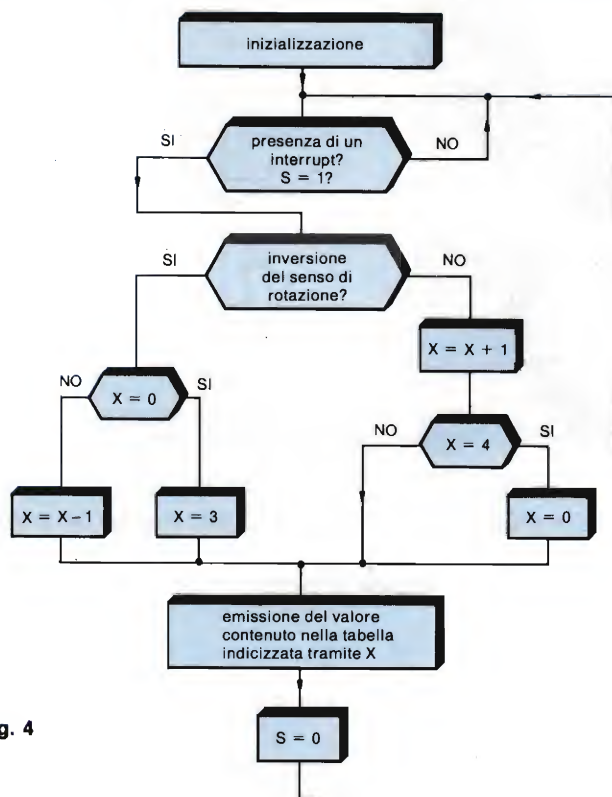 inizializzazione
SI
presenza di un
interrupt?
S = 1?
NO
SI
inversione
del senso di
rotazione?
NO
X = X + 1
NO
X = 0
SI
NO
X = 4
SI
X = X - 1
X = 3
X = 0
emissione del valore
contenuto nella tabella
indicizzata tramite X
g. 4
S = 0